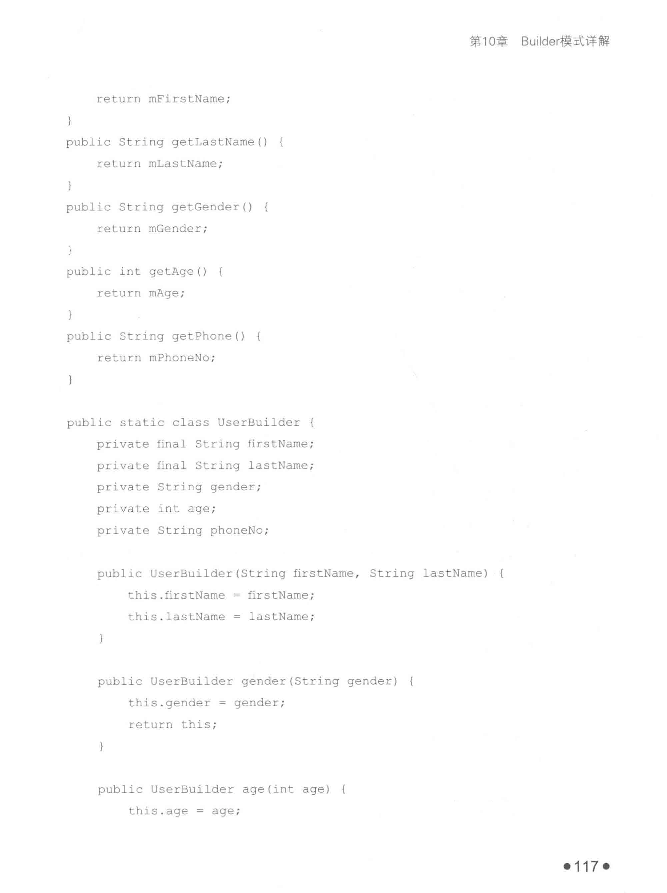 第10章 Builder模式详解
return mFirstName;
}
public String getLastName() {
return mLastName;
}
public String getGender() {
return mGender;
}
public int getAge() {
return mAge;
}
public String getPhone() {
return mPhoneNo;
}
public static class UserBuilder {
private final String firstName;
private final String lastName;
private String gender;
private int age;
private String phoneNo;
public UserBuilder(String firstName, String lastName) {
this.firstName = firstName;
this.lastName = lastName;
}
public UserBuilder gender(String gender) {
this.gender = gender;
return this;
}
public UserBuilder age(int age) {
this.age = age;
●117●